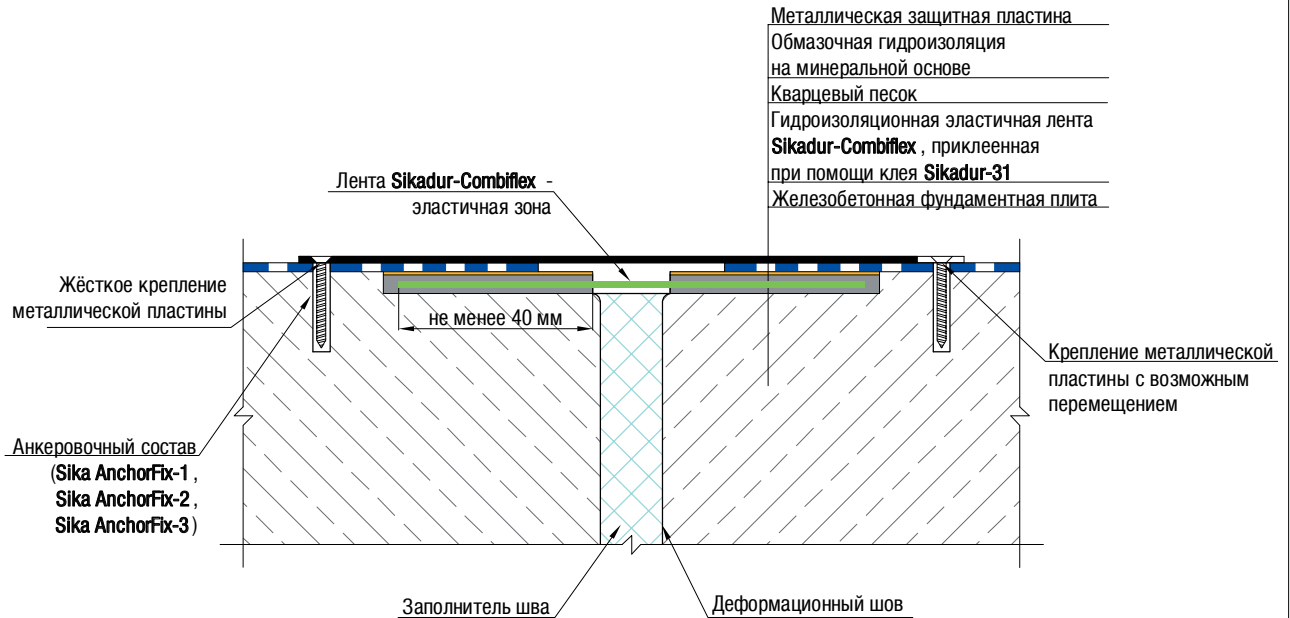 Металлическая защитная пластина
Обмазочная гидроизоляция
на минеральной основе
Кварцевый песок
Гидроизоляционная эластичная лента
Sikadur-Combiflex , приклеенная
при помощи клея Sikadur-31
Железобетонная фундаментная плита
Лента Sikadur-Combiflex -
эластичная зона
Жёсткое крепление
металлической пластины
не менее 40 мм
Крепление металлической
пластины с возможным
перемещением
Анкеровочный состав
(Sika AnchorFix-1 ,
Sika AnchorFix-2 ,
Sika AnchorFix-3)
Заполнитель шва
Деформационный шов